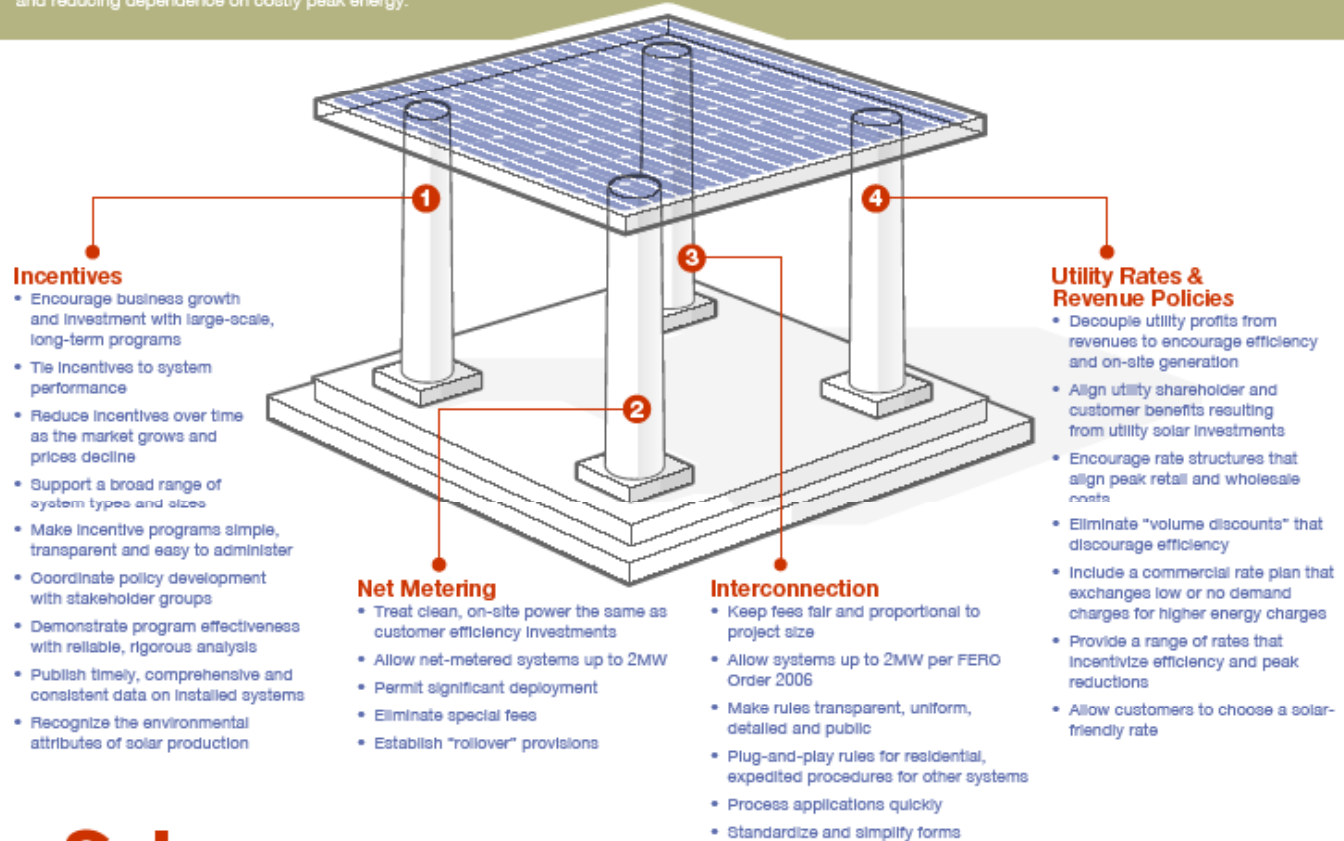 and reducing dependence on costly peak energy.
1
4
3
2
Incentives
• Encourage business growth
and investment with large-scale,
long-term programs
• Tie incentives to system
performance
• Reduce incentives over time
as the market grows and
prices decline
• Support a broad range of
system types and sizes
• Make incentive programs simple,
transparent and easy to administer
• Coordinate policy development
with stakeholder groups
• Demonstrate program effectiveness
with reliable, rigorous analysis
• Publish timely, comprehensive and
consistent data on installed systems
• Recognize the environmental
attributes of solar production
Net Metering
• Treat clean, on-site power the same as
customer efficiency investments
• Allow net-metered systems up to 2MW
• Permit significant deployment
• Eliminate special fees
• Establish "rollover" provisions
Interconnection
• Keep fees fair and proportional to
project size
• Allow systems up to 2MW per FERO
Order 2006
• Make rules transparent, uniform,
detailed and public
• Plug-and-play rules for residential,
expedited procedures for other systems
• Process applications quickly
• Standardize and simplify forms
Utility Rates &
Revenue Policies
• Decouple utility profits from
revenues to encourage efficiency
and on-site generation
• Align utility shareholder and
customer benefits resulting
from utility solar investments
• Encourage rate structures that
align peak retail and wholesale
costs
• Eliminate "volume discounts" that
discourage efficiency
• Include a commercial rate plan that
exchanges low or no demand
charges for higher energy charges
• Provide a range of rates that
incentivize efficiency and peak
reductions
• Allow customers to choose a solar-
friendly rate